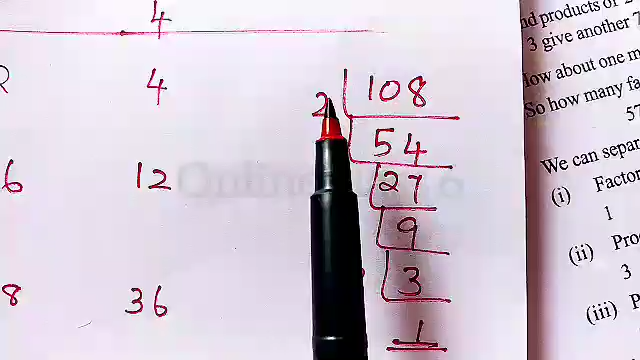 4
4
2 108
54
6 12 27
9
8 36 3
1
nd products of 2
3 give another 7
How about one m
So how many fa
57
We can separ
(i) Factor
1
(ii) Pro
3
(iii) P